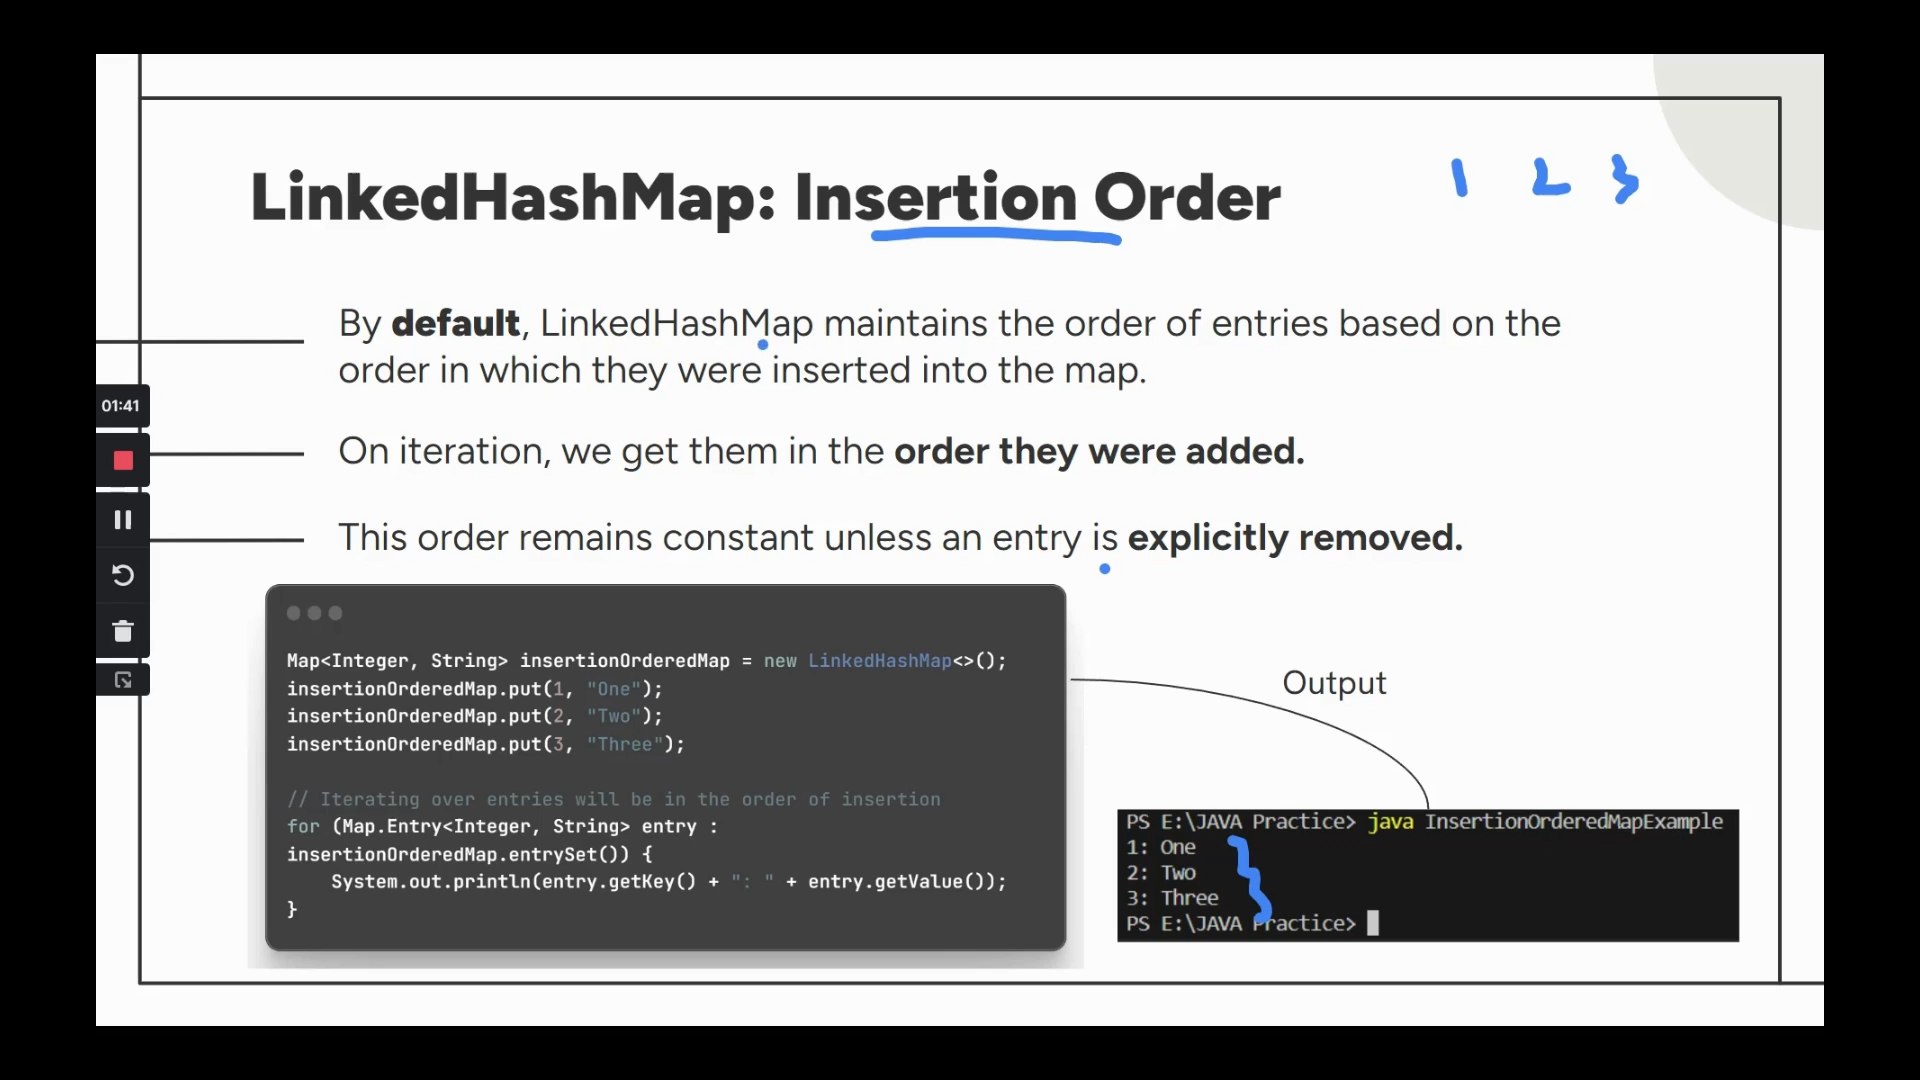 LinkedHashMap: Insertion Order
1 2 3
By default, LinkedHashMap maintains the order of entries based on the
order in which they were inserted into the map.
01:41
On iteration, we get them in the order they were added.
This order remains constant unless an entry is explicitly removed.
Map<Integer, String> insertionOrderedMap = new LinkedHashMap<>();
insertionOrderedMap.put(1, "One");
insertionOrderedMap.put(2, "Two");
insertionOrderedMap.put(3, "Three");
// Iterating over entries will be in the order of insertion
for (Map.Entry<Integer, String> entry :
insertionOrderedMap.entrySet()) {
System.out.println(entry.getKey() + ": " + entry.getValue());
}
Output
PS E:\JAVA Practice> java InsertionOrderedMapExample
1: One
2: Two
3: Three
PS E:\JAVA Practice>